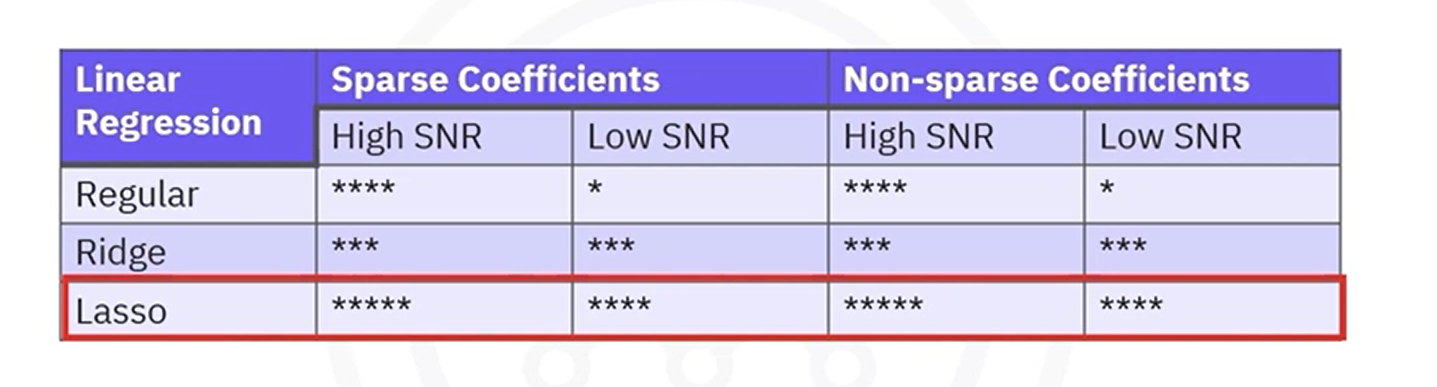 Linear Regression | Sparse Coefficients | Non-sparse Coefficients
High SNR | Low SNR | High SNR | Low SNR
Regular | **** | * | **** | *
Ridge | *** | *** | *** | ***
Lasso | ***** | **** | ***** | ****